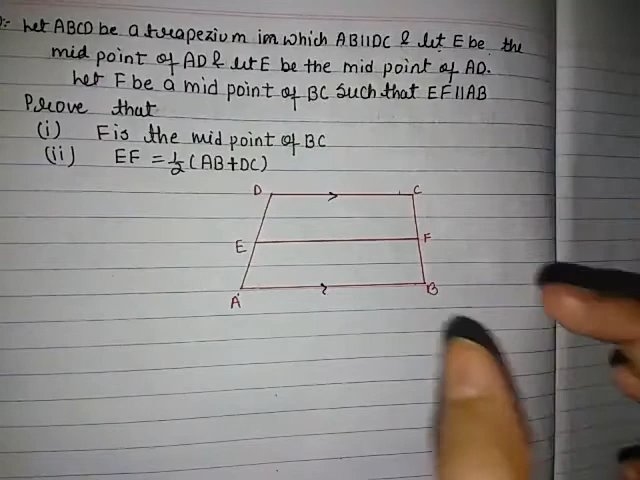 Let ABCD be a trapezium in which AB||DC & let E be the
mid point of AD & let E be the mid point of AD.
Let F be a mid point of BC such that EF||AB
Prove that
(i) F is the mid point of BC
(ii) EF = 1/2 (AB+DC)
D C
E F
A B